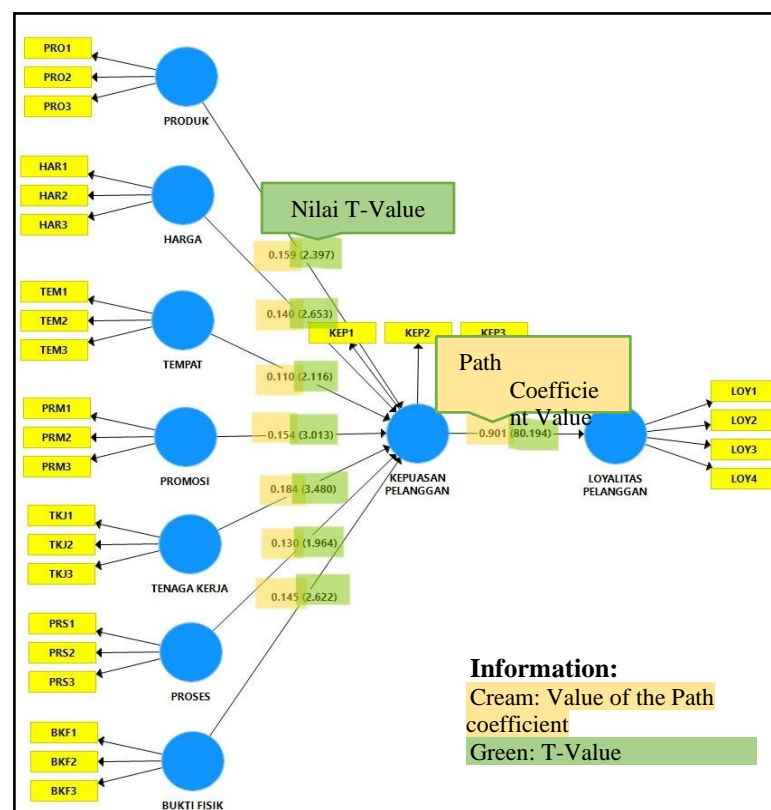 PRO1
PRO2
PRO3
PRODUK
HAR1
HAR2
HAR3
HARGA
Nilai T-Value
0.159 (2.397)
TEM1
TEM2
TEM3
TEMPAT
0.140 (2.653)
KEP1
KEP2
KEP3
0.110 (2.116)
Path
Coefficie
nt Value
PRM1
PRM2
PRM3
PROMOSI
0.154 (3.013)
KEPUASAN
PELANGGAN
0.901 (80.194)
LOYALITAS
PELANGGAN
LOY1
LOY2
LOY3
LOY4
TKJ1
TKJ2
TKJ3
TENAGA KERJA
0.184 (3.480)
0.130 (1.964)
0.145 (2.622)
PRS1
PRS2
PRS3
PROSES
BKF1
BKF2
BKF3
BUKTI FISIK
Information:
Cream: Value of the Path
coefficient
Green: T-Value